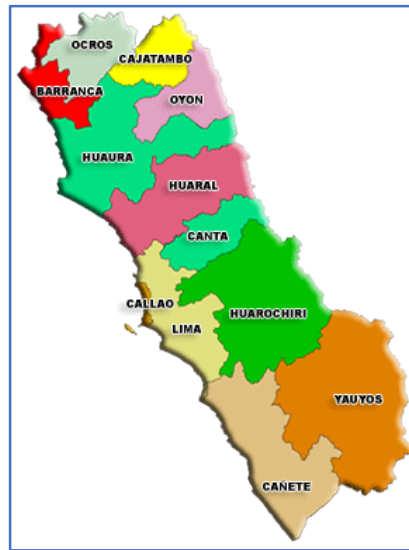 OCROS
CAJATAMBO
BARRANCA
OYON
HUAURA
HUARAL
CANTA
CALLAO
HUAROCHIRI
LIMA
YAUYOS
CAÑETE